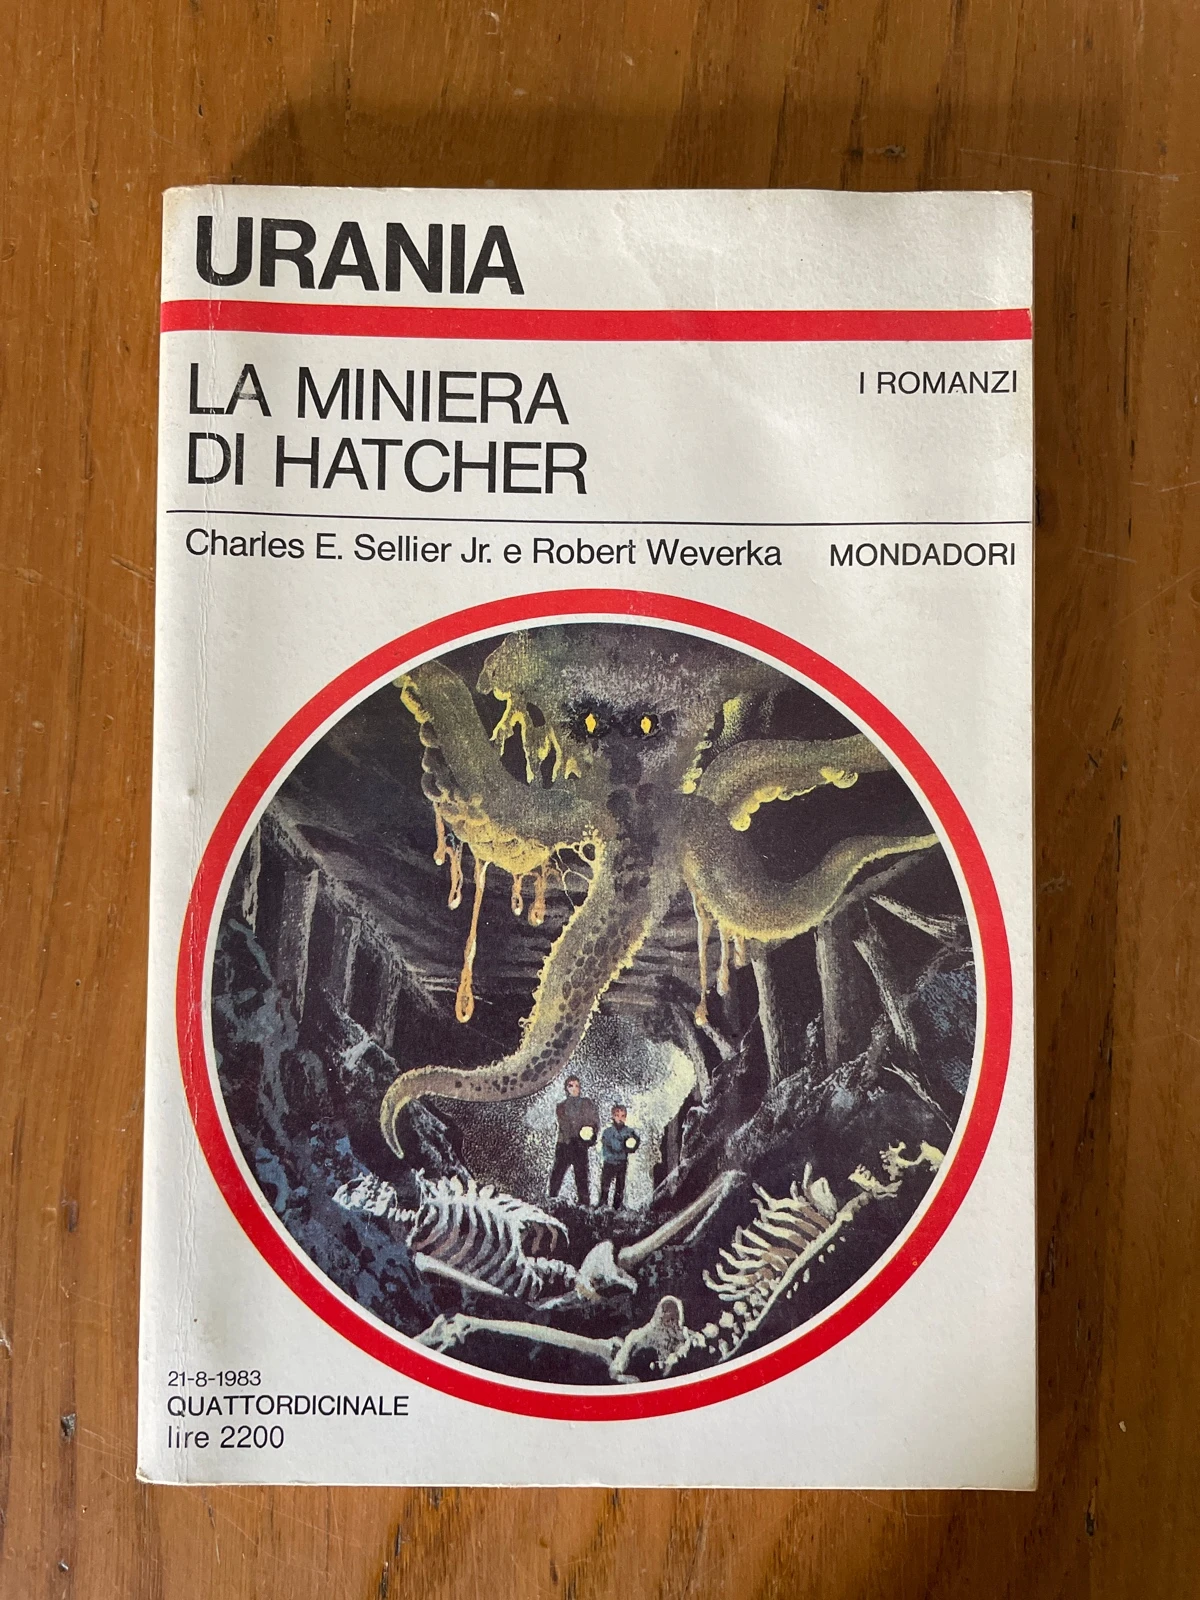 URANIA
LA MINIERA
DI HATCHER
I ROMANZI
Charles E. Sellier Jr. e Robert Weverka
MONDADORI
21-8-1983
QUATTORDICINALE
lire 2200